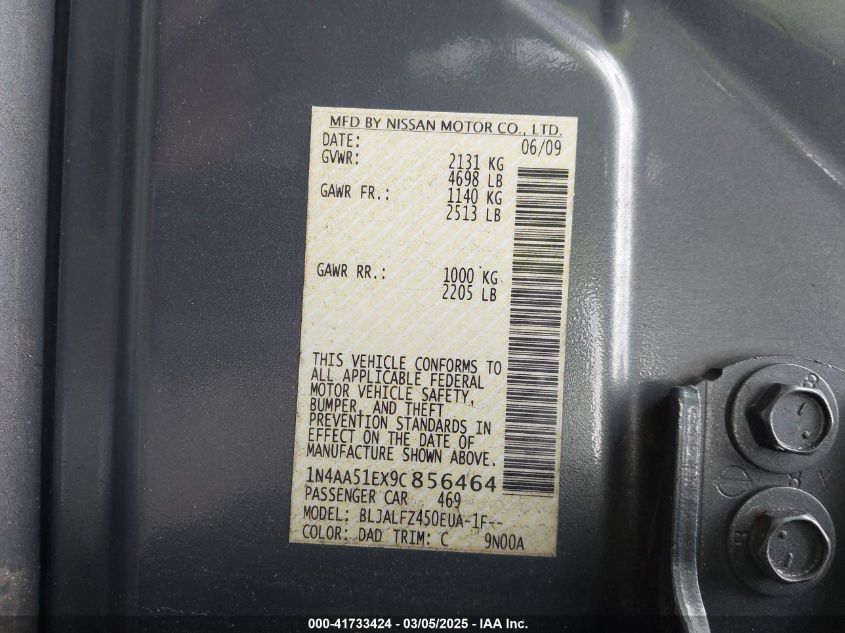 MFD BY NISSAN MOTOR CO., LTD.
DATE: 06/09
GVWR: 2131 KG
4698 LB
GAWR FR.: 1140 KG
2513 LB
GAWR RR.: 1000 KG
2205 LB
THIS VEHICLE CONFORMS TO
ALL APPLICABLE FEDERAL
MOTOR VEHICLE SAFETY,
BUMPER, AND THEFT
PREVENTION STANDARDS IN
EFFECT ON THE DATE OF
MANUFACTURE SHOWN ABOVE.
1N4AA51EX9C856464
PASSENGER CAR 469
MODEL: BLJALFZ450EUA-1F--
COLOR: DAD TRIM: C 9N00A
000-41733424 - 03/05/2025 - IAA Inc.